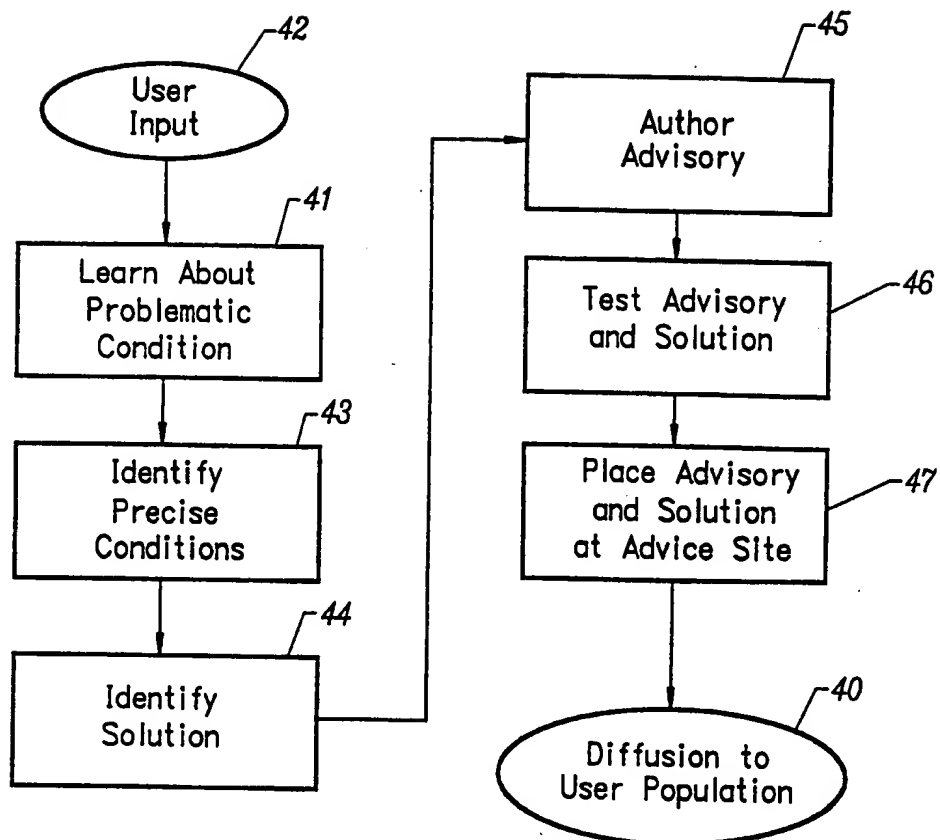 42
User
Input
41
Learn About
Problematic
Condition
43
Identify
Precise
Conditions
44
Identify
Solution
45
Author
Advisory
46
Test Advisory
and Solution
47
Place Advisory
and Solution
at Advice Site
40
Diffusion to
User Population